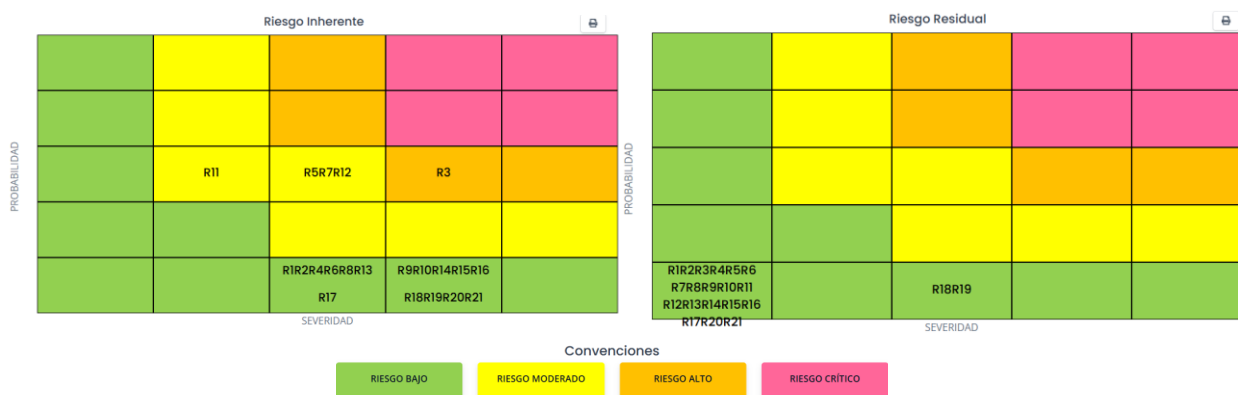 Riesgo Inherente
PROBABILIDAD
R11
R5R7R12
R3
R1R2R4R6R8R13
R17
R9R10R14R15R16
R18R19R20R21
SEVERIDAD
Riesgo Residual
PROBABILIDAD
R1R2R3R4R5R6
R7R8R9R10R11
R12R13R14R15R16
R17R20R21
R18R19
SEVERIDAD
Convenciones
RIESGO BAJO
RIESGO MODERADO
RIESGO ALTO
RIESGO CRÍTICO